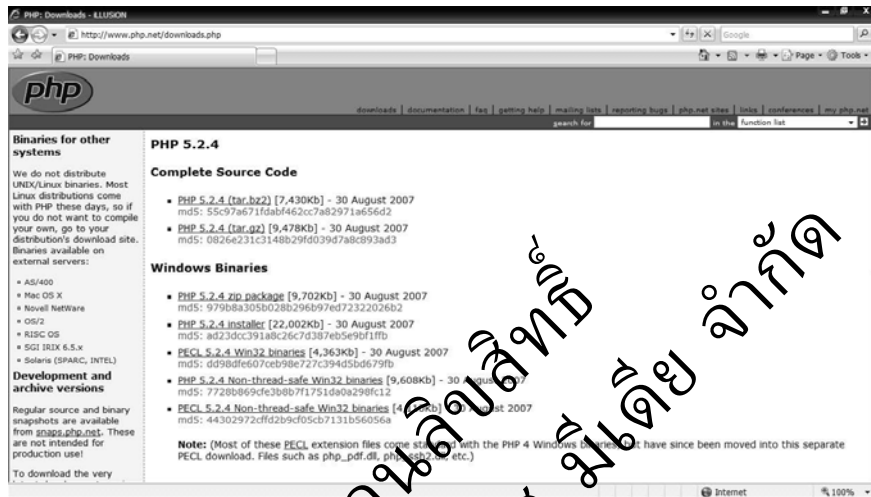 PHP: Downloads - ILLUSION
http://www.php.net/downloads.php
Google
PHP: Downloads
Page
Tools
php
downloads | documentation | faq | getting help | mailing lists | reporting bugs | php.net sites | links | conferences | my php.net
search for in the function list
Binaries for other
systems
We do not distribute
UNIX/Linux binaries. Most
Linux distributions come
with PHP these days, so if
you do not want to compile
your own, go to your
distribution's download site.
Binaries available on
external servers:
AS/400
Mac OS X
Novell NetWare
OS/2
RISC OS
SGI IRIX 6.5.x
Solaris (SPARC, INTEL)
Development and
archive versions
Regular source and binary
snapshots are available
from snaps.php.net. These
are not intended for
production use!
To download the very
PHP 5.2.4
Complete Source Code
PHP 5.2.4 (tar.bz2) [7,430Kb] - 30 August 2007
md5: 55c97a671fdabf462cc7a82971a656d2
PHP 5.2.4 (tar.gz) [9,478Kb] - 30 August 2007
md5: 0826e231c3148b29fd039d7a8c893ad3
Windows Binaries
PHP 5.2.4 zip package [9,702Kb] - 30 August 2007
md5: 979b8a305b028b296b97ed72322026b2
PHP 5.2.4 installer [22,002Kb] - 30 August 2007
md5: ad23dcc391a8c26c7d387eb5e9bf1ffb
PECL 5.2.4 Win32 binaries [4,363Kb] - 30 August 2007
md5: dd98dfe607ceb98e727c394d5bd679fb
PHP 5.2.4 Non-thread-safe Win32 binaries [9,608Kb] - 30 August 2007
md5: 7728b869cfe3b8b7f1751da0a298fc12
PECL 5.2.4 Non-thread-safe Win32 binaries - 30 August 2007
md5: 44302972cffd2b9cf05cb7131b56056a
Note: (Most of these PECL extension files come standard with the PHP 4 Windows binaries, but have since been moved into this separate
PECL download. Files such as php_pdf.dll, php_ssh2.dll, etc.)
Internet
100%
สิทธิ์
มีเดีย จำกัด